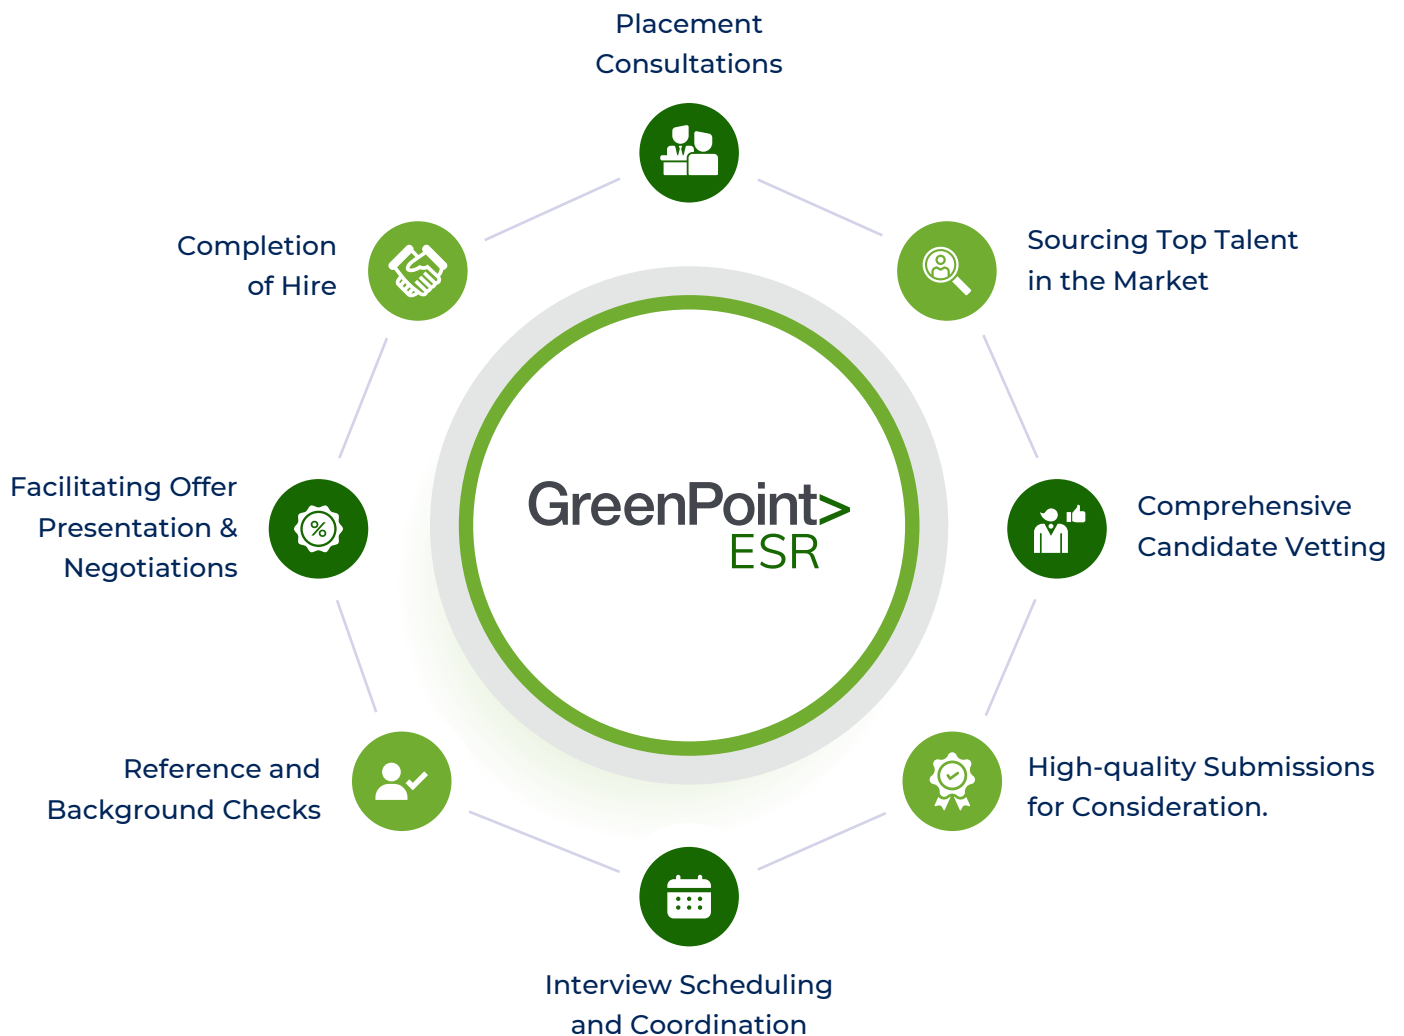 Placement
Consultations
Sourcing Top Talent
in the Market
Comprehensive
Candidate Vetting
High-quality Submissions
for Consideration.
Interview Scheduling
and Coordination
Reference and
Background Checks
Facilitating Offer
Presentation &
Negotiations
Completion
of Hire
GreenPoint>
ESR
%